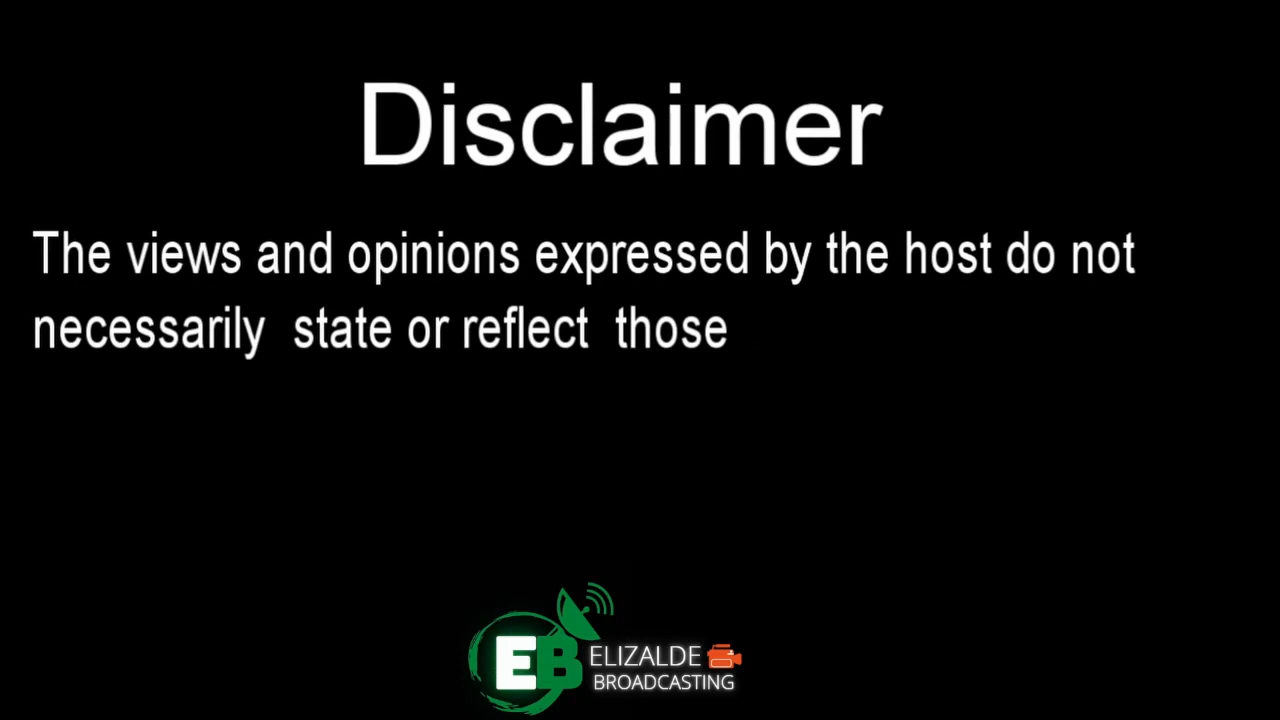 Disclaimer
The views and opinions expressed by the host do not
necessarily state or reflect those
EB ELIZALDE
BROADCASTING